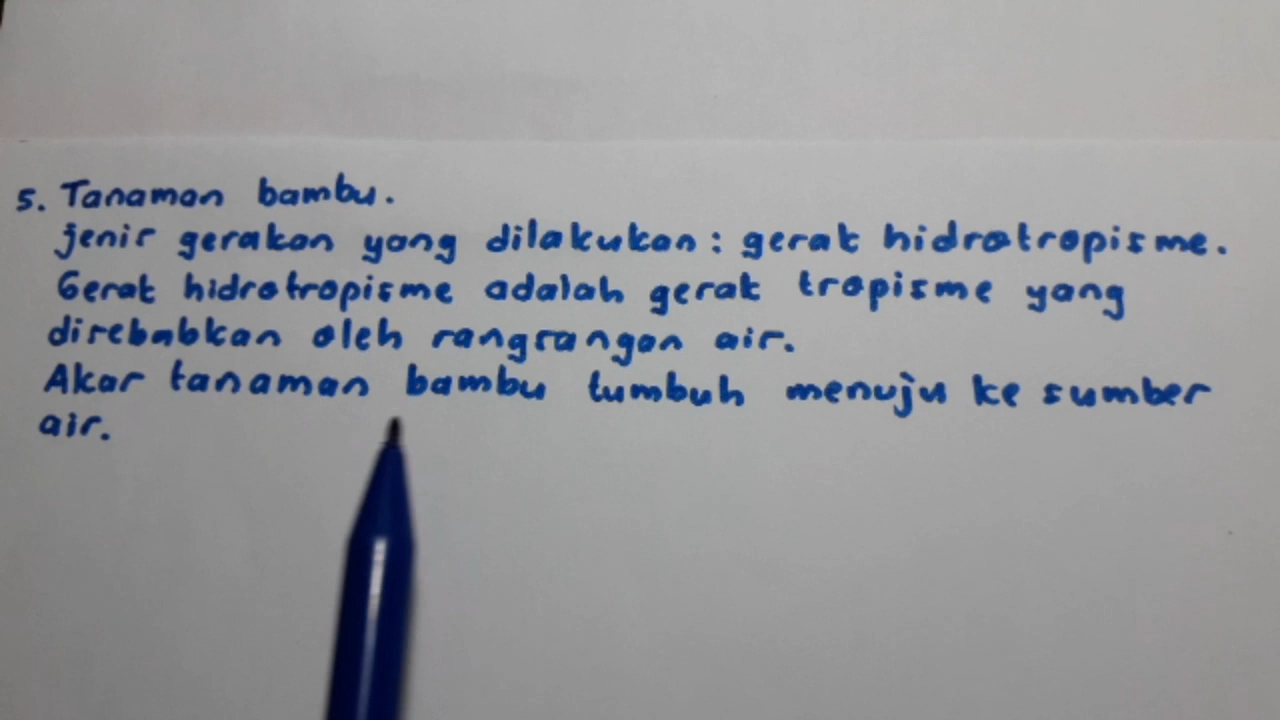 5. Tanaman bambu.
jenis gerakan yang dilakukan : gerak hidrotropisme.
Gerak hidrotropisme adalah gerak tropisme yang
disebabkan oleh rangsangan air.
Akar tanaman bambu tumbuh menuju ke sumber
air.